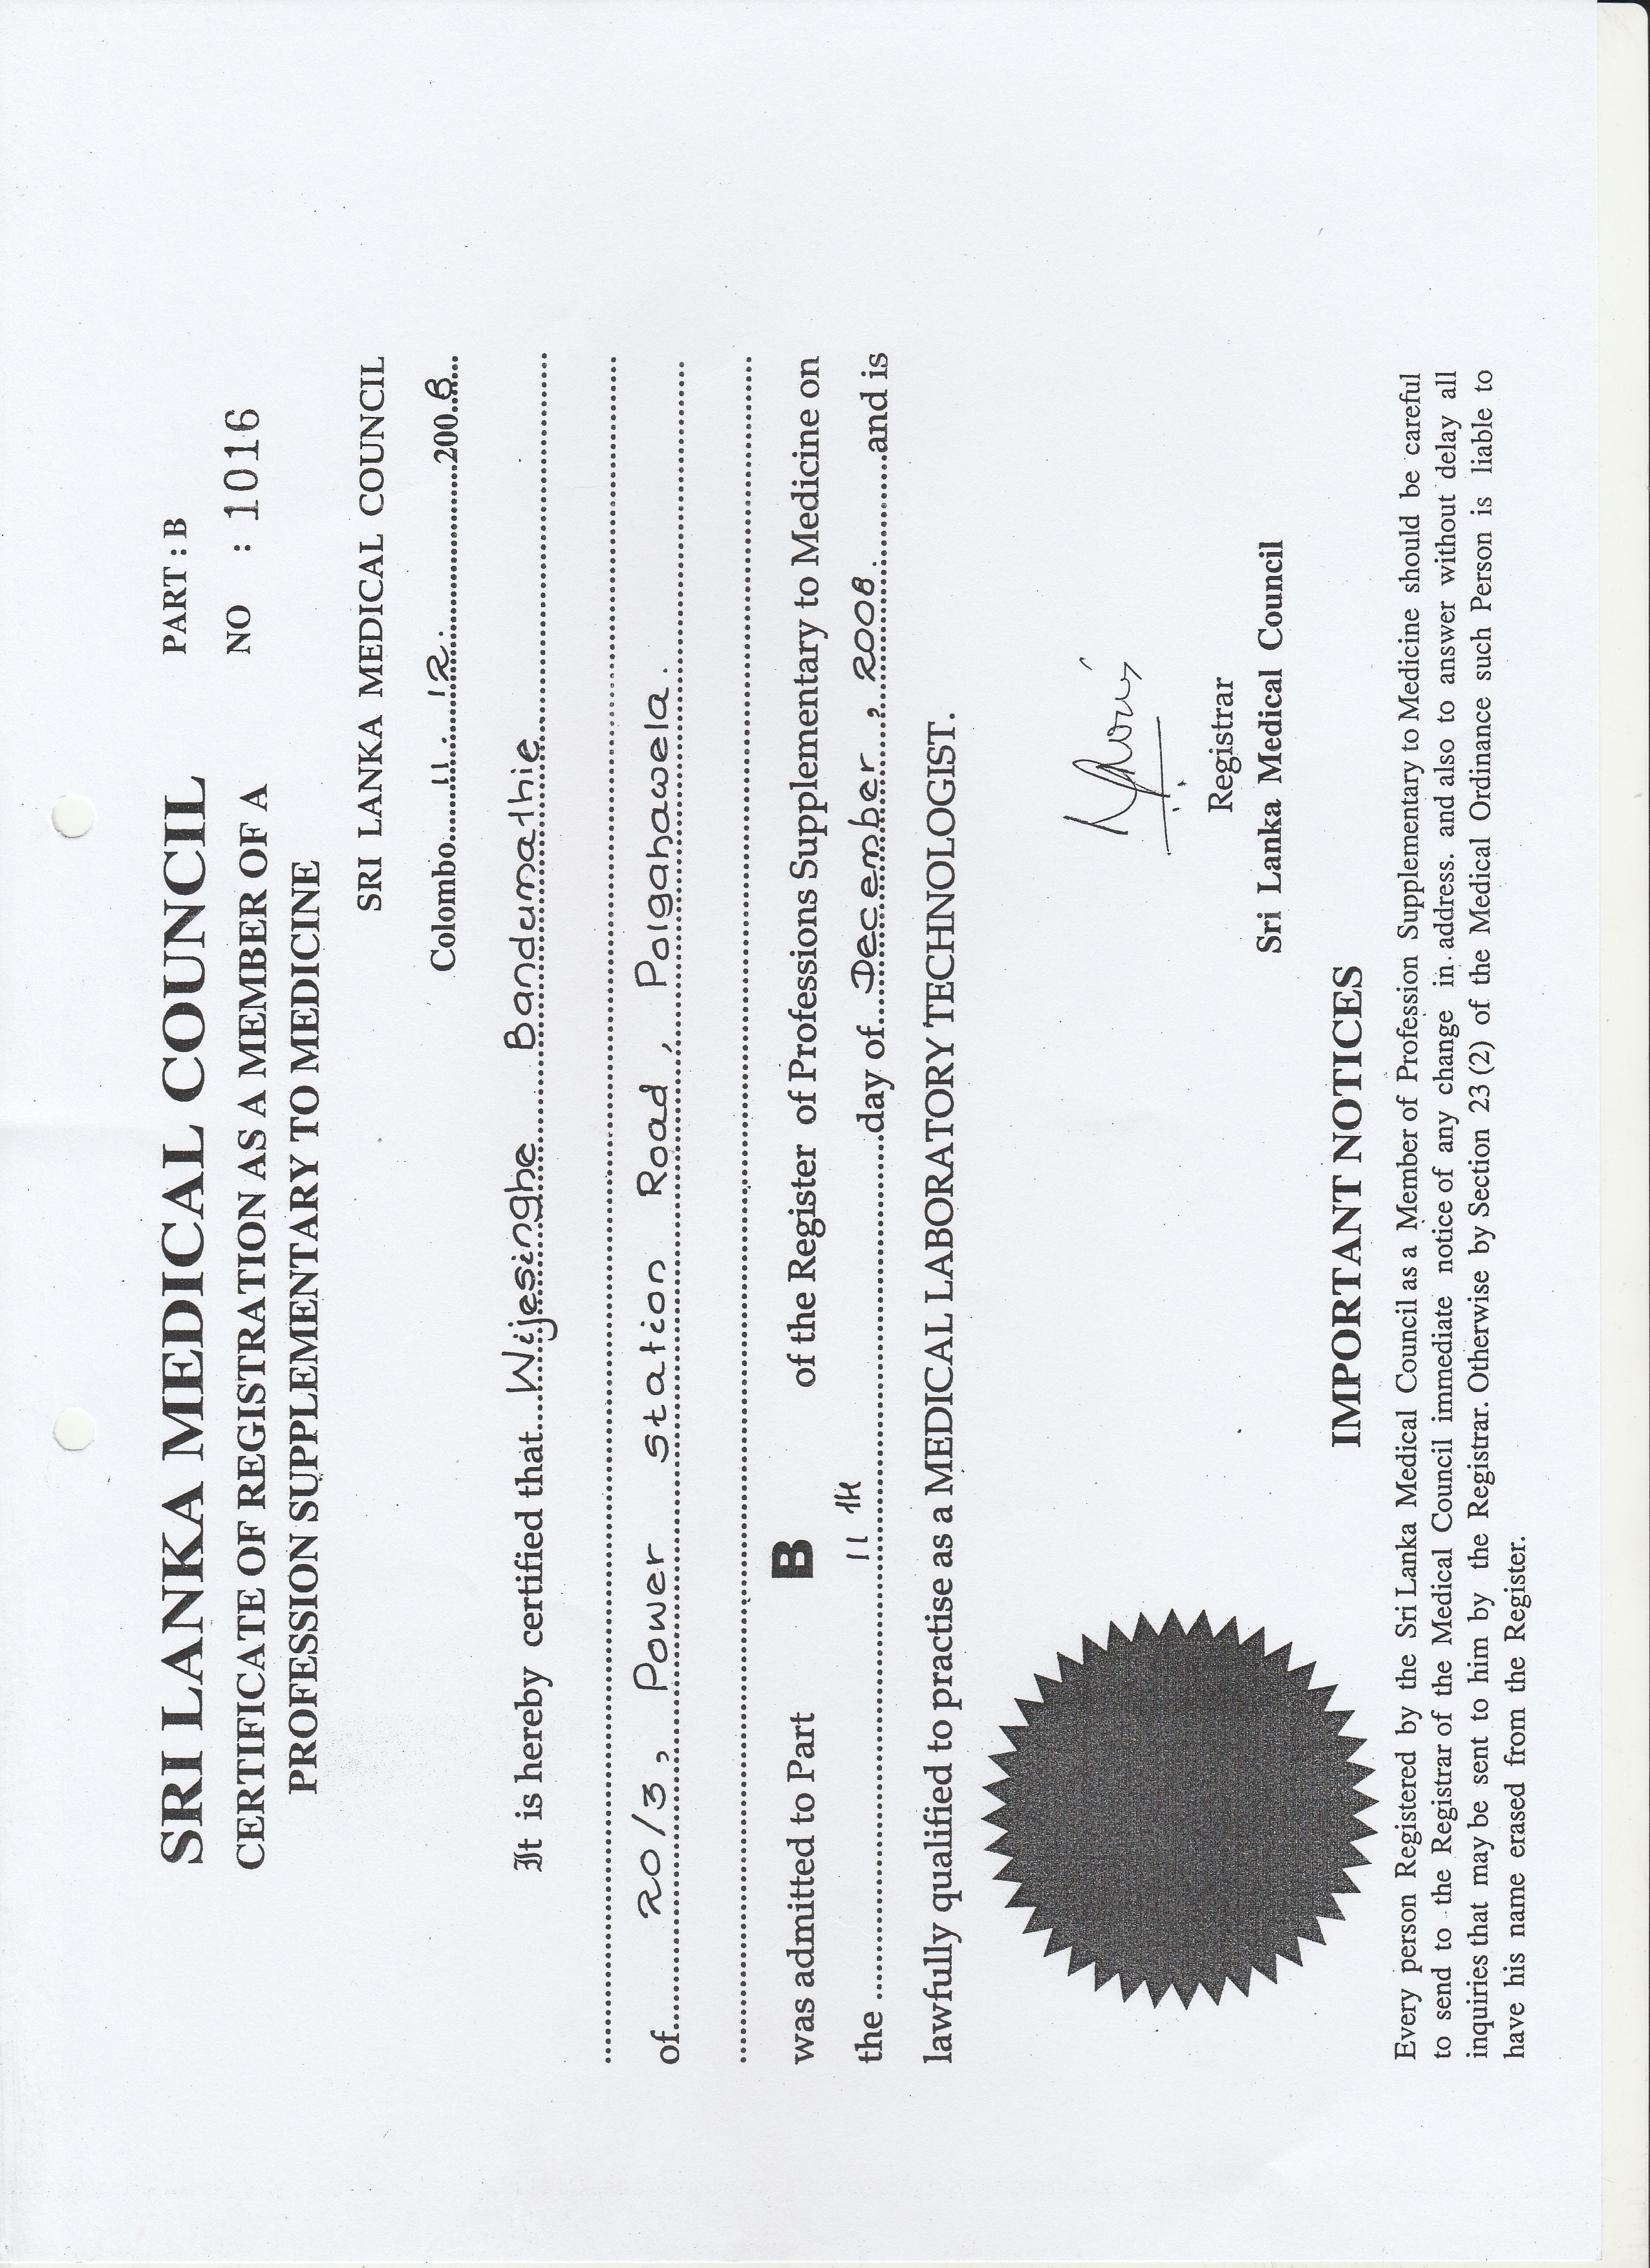 SRI LANKA MEDICAL COUNCIL
PART : B
CERTIFICATE OF REGISTRATION AS A MEMBER OF A
NO : 1016
PROFESSION SUPPLEMENTARY TO MEDICINE
SRI LANKA MEDICAL COUNCIL
Colombo......11. 12. ..............200.8...
It is hereby certified that....Wijesinghe Bandumathie
of......20/3, Power Station Road, Polgahawela.
was admitted to Part B of the Register of Professions Supplementary to Medicine on
the 11th day of December, 2008. and is
lawfully qualified to practise as a MEDICAL LABORATORY TECHNOLOGIST.
Registrar
Sri Lanka Medical Council
IMPORTANT NOTICES
Every person Registered by the Sri Lanka Medical Council as a Member of Profession Supplementary to Medicine should be careful
to send to the Registrar of the Medical Council immediate notice of any change in address. and also to answer without delay all
inquiries that may be sent to him by the Registrar. Otherwise by Section 23 (2) of the Medical Ordinance such Person is liable to
have his name erased from the Register.